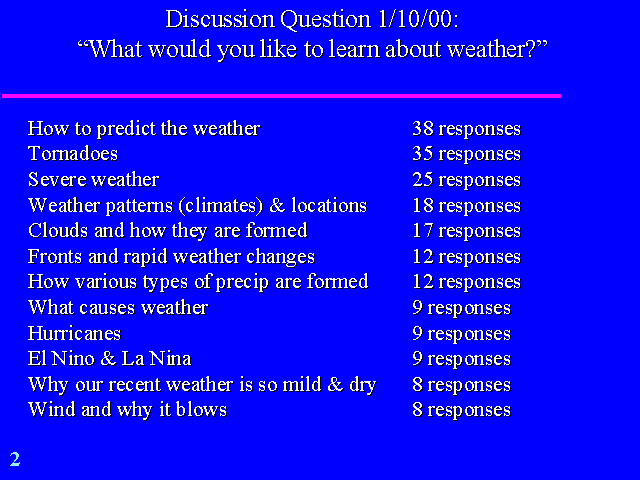 Discussion Question 1/10/00:
“What would you like to learn about weather?”
How to predict the weather 38 responses
Tornadoes 35 responses
Severe weather 25 responses
Weather patterns (climates) & locations 18 responses
Clouds and how they are formed 17 responses
Fronts and rapid weather changes 12 responses
How various types of precip are formed 12 responses
What causes weather 9 responses
Hurricanes 9 responses
El Nino & La Nina 9 responses
Why our recent weather is so mild & dry 8 responses
Wind and why it blows 8 responses
2